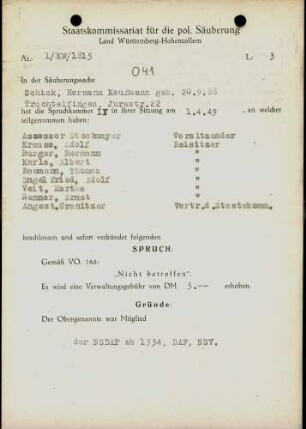 Staatskommissariat für die pol. Säuberung
Land Württemberg-Hohenzollern
Az.: 1/KW/1815 L: 3
041
In der Säuberungssache
Schick, Hermann Kaufmann geb. 20.9.88
Truchtelfingen, Jurastr.22
hat die Spruchkammer IV in ihrer Sitzung am 1.4.49 , an welcher
teilgenommen haben:
Assessor Stockmayer Vorsitzender
Krauss, Adolf Beisitzer
Burger, Hermann "
Karle, Albert "
Baumann, Thomas "
Engelfried, Adolf "
Veit, Martha "
Renner, Ernst "
Angest. Vertr.d.Staatskomm.
beschlossen und sofort verkündet folgenden
SPRUCH:
Gemäß VO. 165:
„Nicht betroffen“.
Es wird eine Verwaltungsgebühr von DM 5.-- erhoben.
Gründe:
Der Obengenannte war Mitglied
der NSDAP ab 1934, DAF, NSV.